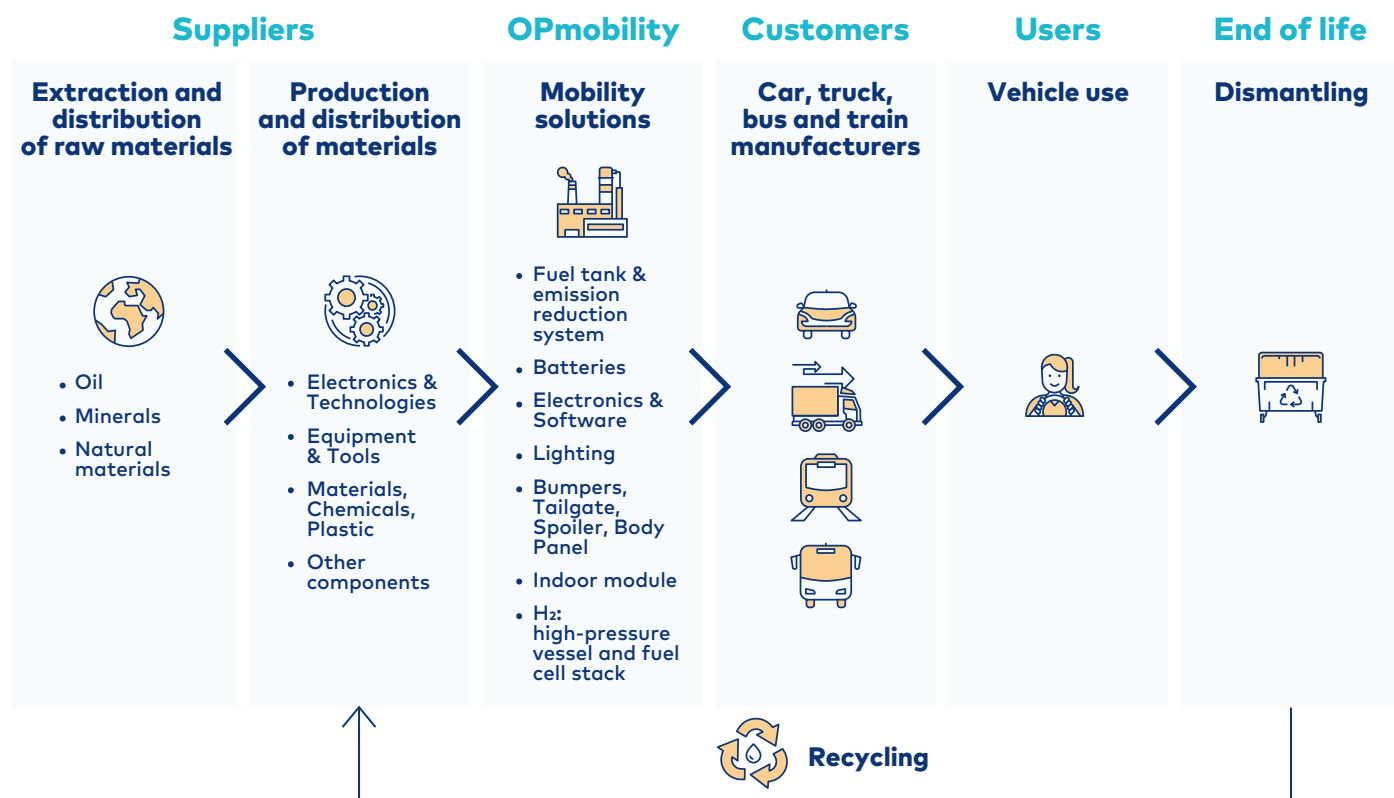 Suppliers
OPmobility
Customers
Users
End of life
Extraction and
distribution
of raw materials
• Oil
• Minerals
• Natural
materials
Production
and distribution
of materials
• Electronics &
Technologies
• Equipment
& Tools
• Materials,
Chemicals,
Plastic
• Other
components
Mobility
solutions
• Fuel tank &
emission
reduction
system
• Batteries
• Electronics &
Software
• Lighting
• Bumpers,
Tailgate,
Spoiler, Body
Panel
• Indoor module
• H₂:
high-pressure
vessel and fuel
cell stack
Car, truck,
bus and train
manufacturers
Vehicle use
Dismantling
Recycling